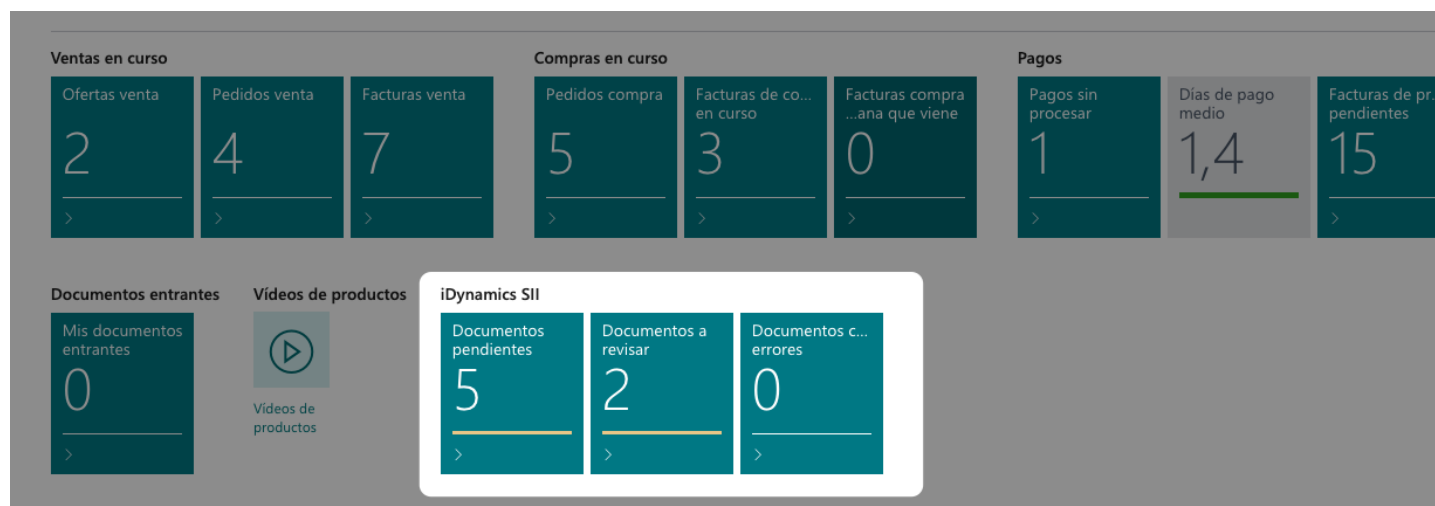 Ventas en curso
Compras en curso
Pagos
Ofertas venta
2
Pedidos venta
4
Facturas venta
7
Pedidos compra
5
Facturas de co...
en curso
3
Facturas compra
...ana que viene
0
Pagos sin
procesar
1
Días de pago
medio
1,4
Facturas de pr.
pendientes
15
Documentos entrantes
Vídeos de productos
iDynamics SII
Mis documentos
entrantes
0
Vídeos de
productos
Documentos
pendientes
5
Documentos a
revisar
2
Documentos c...
errores
0